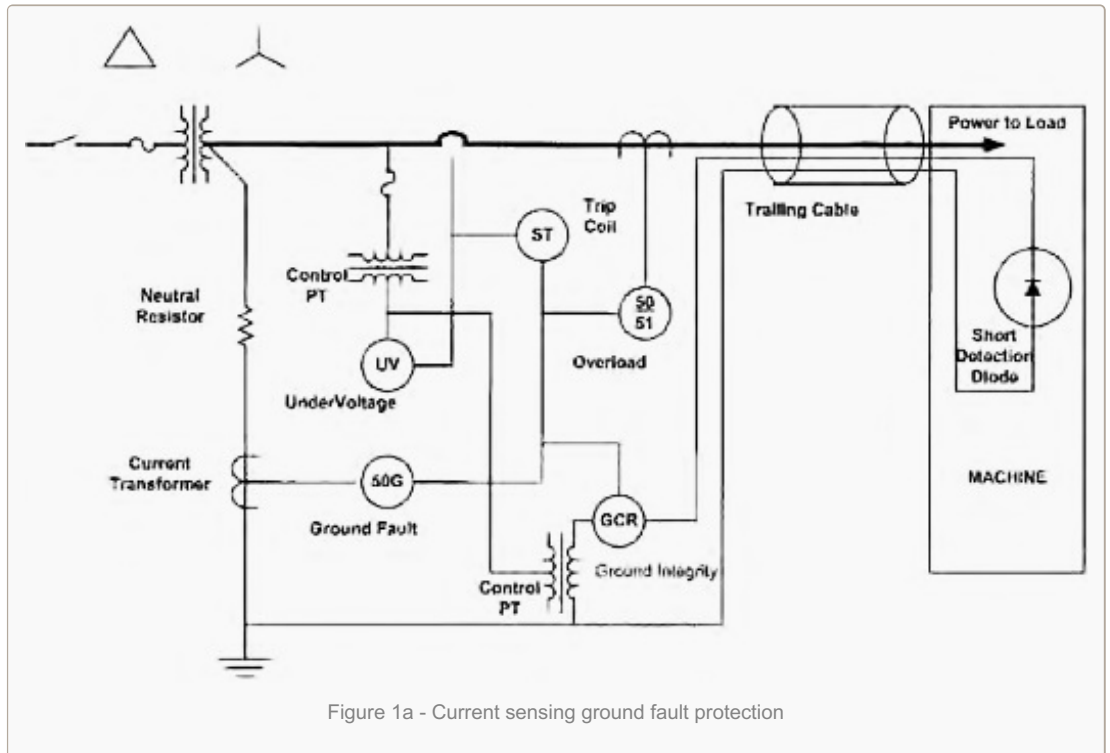 Power to Load
Trailing Cable
Trip
Coil
ST
Control
PT
Neutral
Resistor
50
51
Overload
Short
Detection
Diode
UV
UnderVoltage
Current
Transformer
50G
Ground Fault
MACHINE
GCR
Ground Integrity
Control
PT
Figure 1a - Current sensing ground fault protection